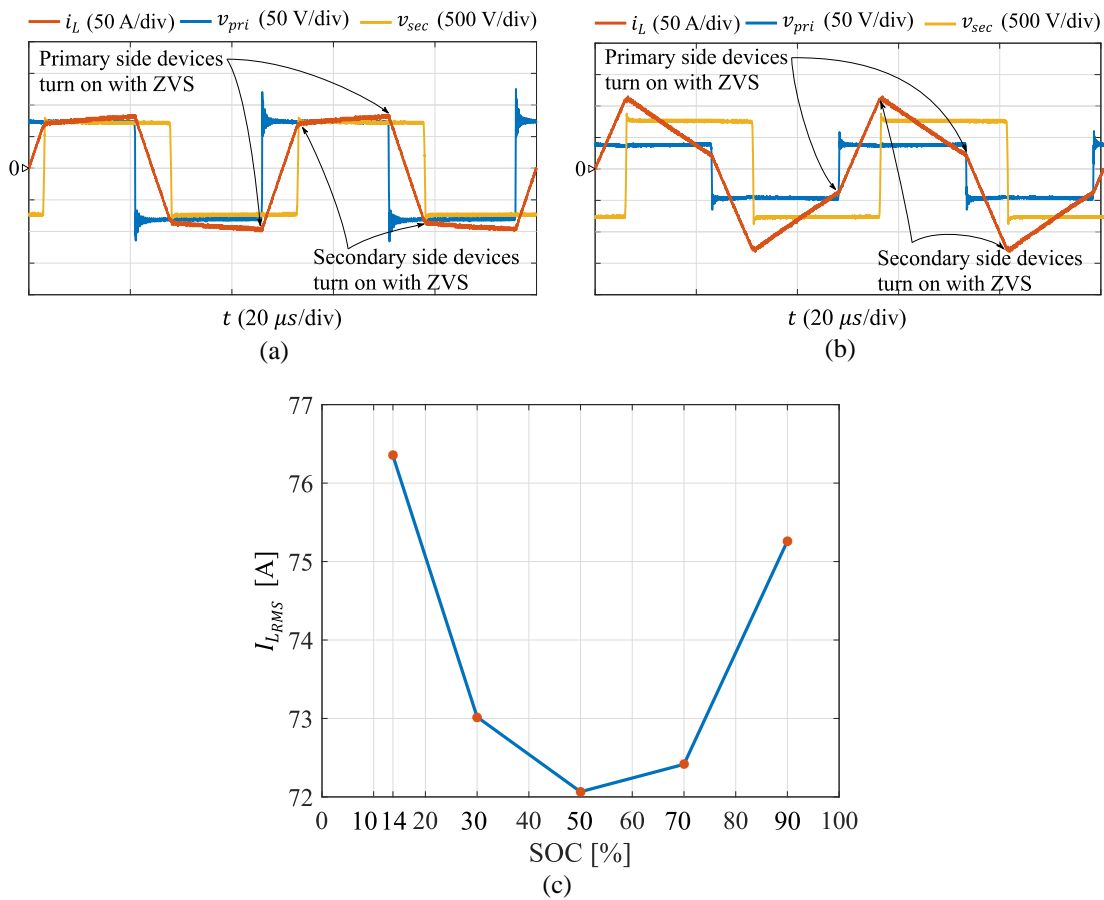 i_L (50 A/div) v_pri (50 V/div) v_sec (500 V/div)
Primary side devices
turn on with ZVS
0
Secondary side devices
turn on with ZVS
t (20 μs/div)
(a)
i_L (50 A/div) v_pri (50 V/div) v_sec (500 V/div)
Primary side devices
turn on with ZVS
0
Secondary side devices
turn on with ZVS
t (20 μs/div)
(b)
77
76
75
74
73
72
I_L_RMS [A]
0 10 14 20 30 40 50 60 70 80 90 100
SOC [%]
(c)